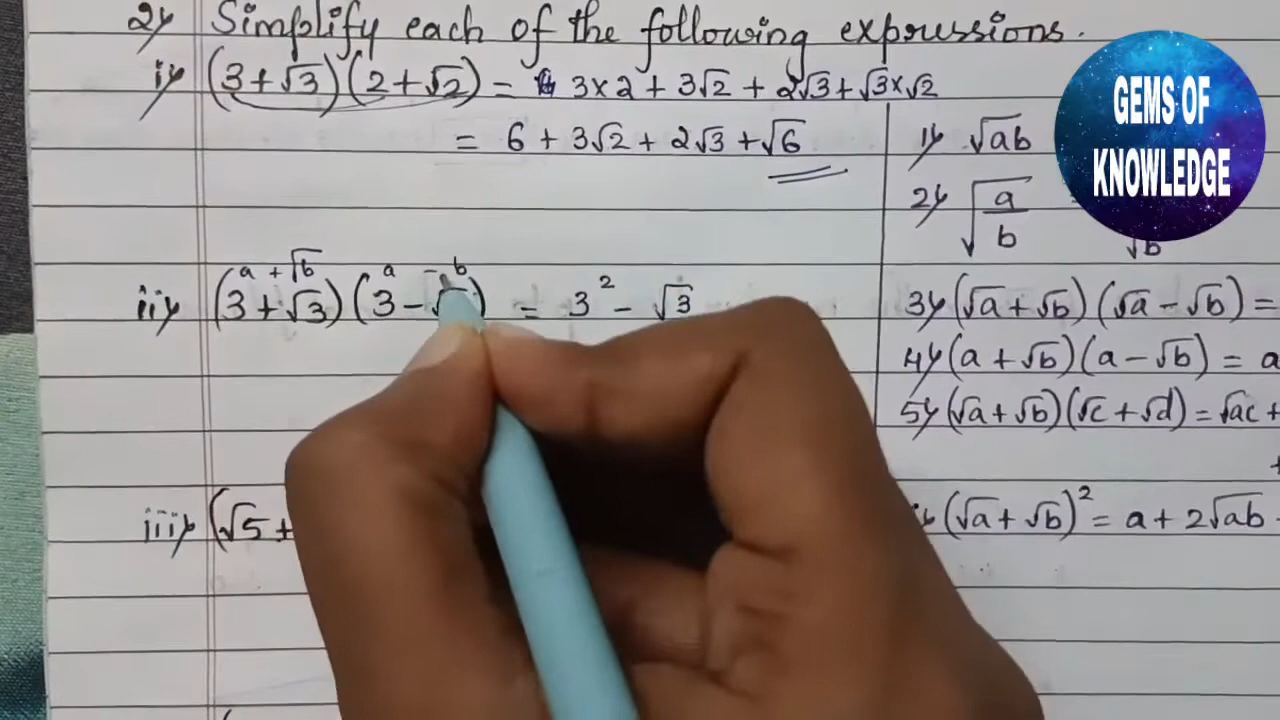 2) Simplify each of the following expressions.
i) (3+√3)(2+√2) = 3×2 + 3√2 + 2√3 + √3×√2
= 6 + 3√2 + 2√3 + √6
1) √ab
2) √a/b
√b
GEMS OF
KNOWLEDGE
a + √b a - b
ii) (3+√3)(3-√ ) = 3² - √3
3) (√a + √b)(√a - √b) =
4) (a + √b)(a - √b) = a
5) (√a + √b)(√c + √d) = √ac +
+
iii) (√5 +
(√a + √b)² = a + 2√ab